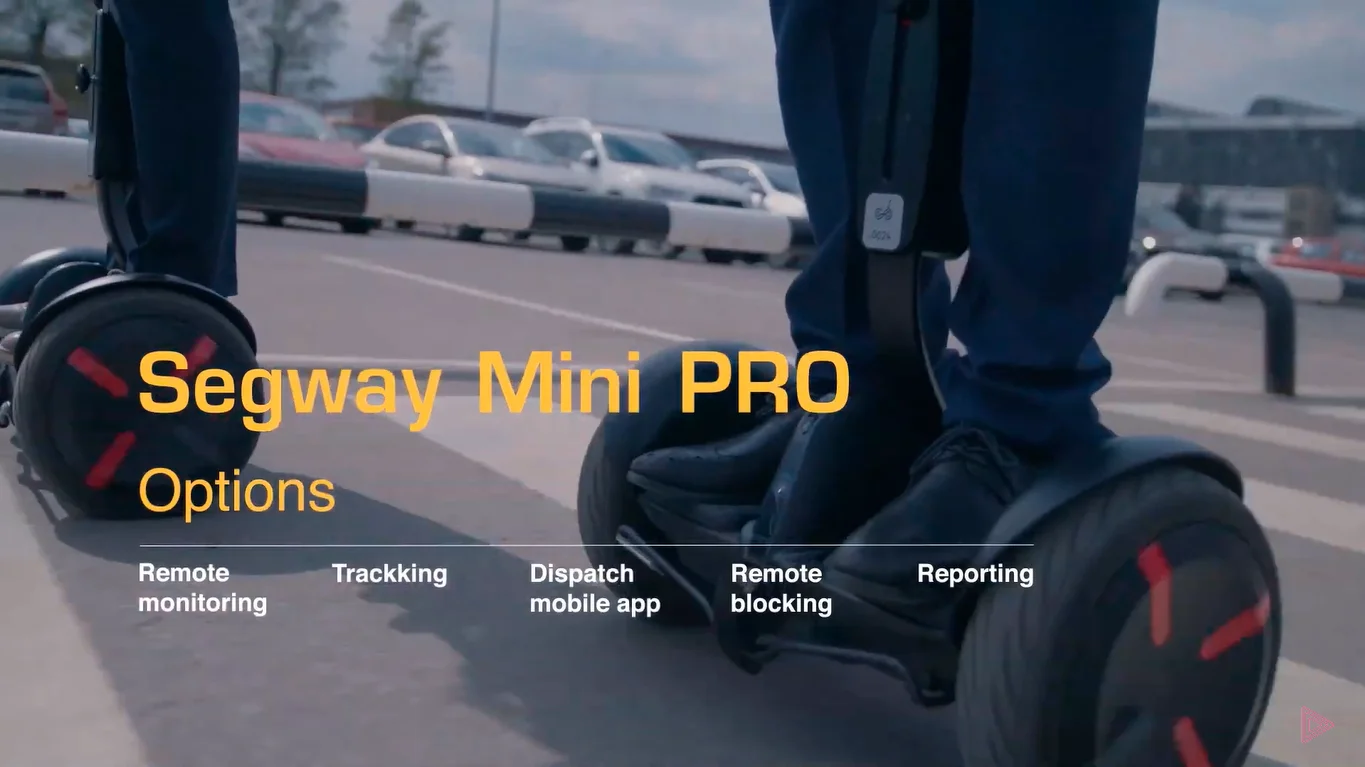 Segway Mini PRO
Options
Remote monitoring
Trackking
Dispatch mobile app
Remote blocking
Reporting